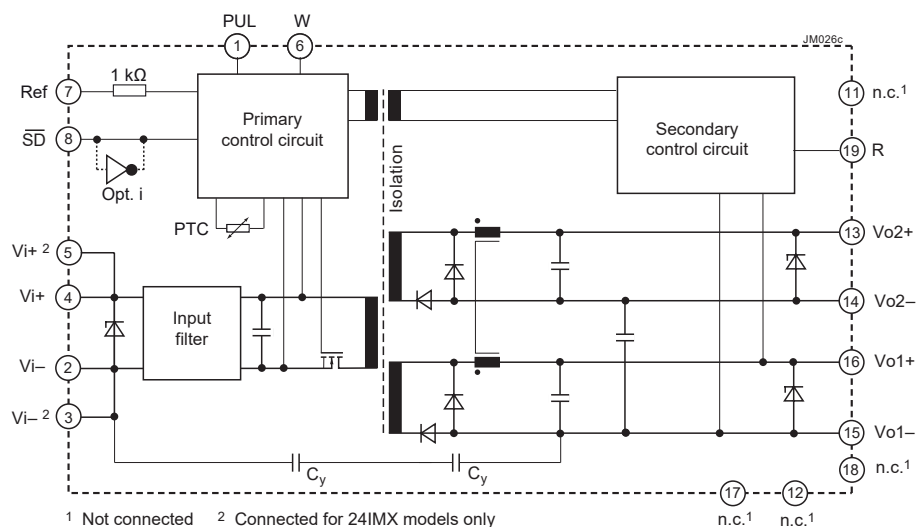 PUL W
JM026c
1 6
Ref 7 1 kΩ
Primary
control circuit
11 n.c.1
SD 8
Opt. i
Secondary
control circuit
19 R
Isolation
PTC
Vi+ 2 5
13 Vo2+
Vi+ 4
Input
filter
14 Vo2–
Vi– 2
16 Vo1+
Vi– 2 3
15 Vo1–
Cy Cy
18 n.c.1
17 12
n.c.1 n.c.1
1 Not connected 2 Connected for 24IMX models only